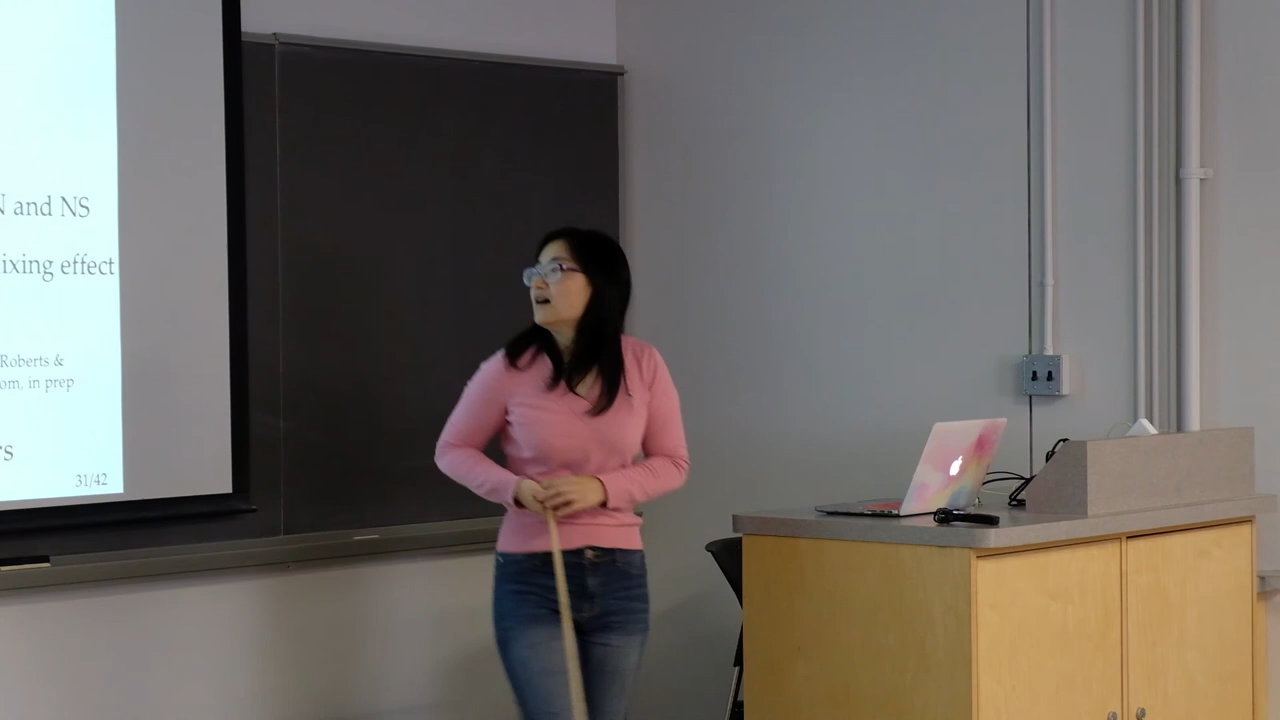 and NS
ixing effect
Roberts &
om, in prep
rs
31/42